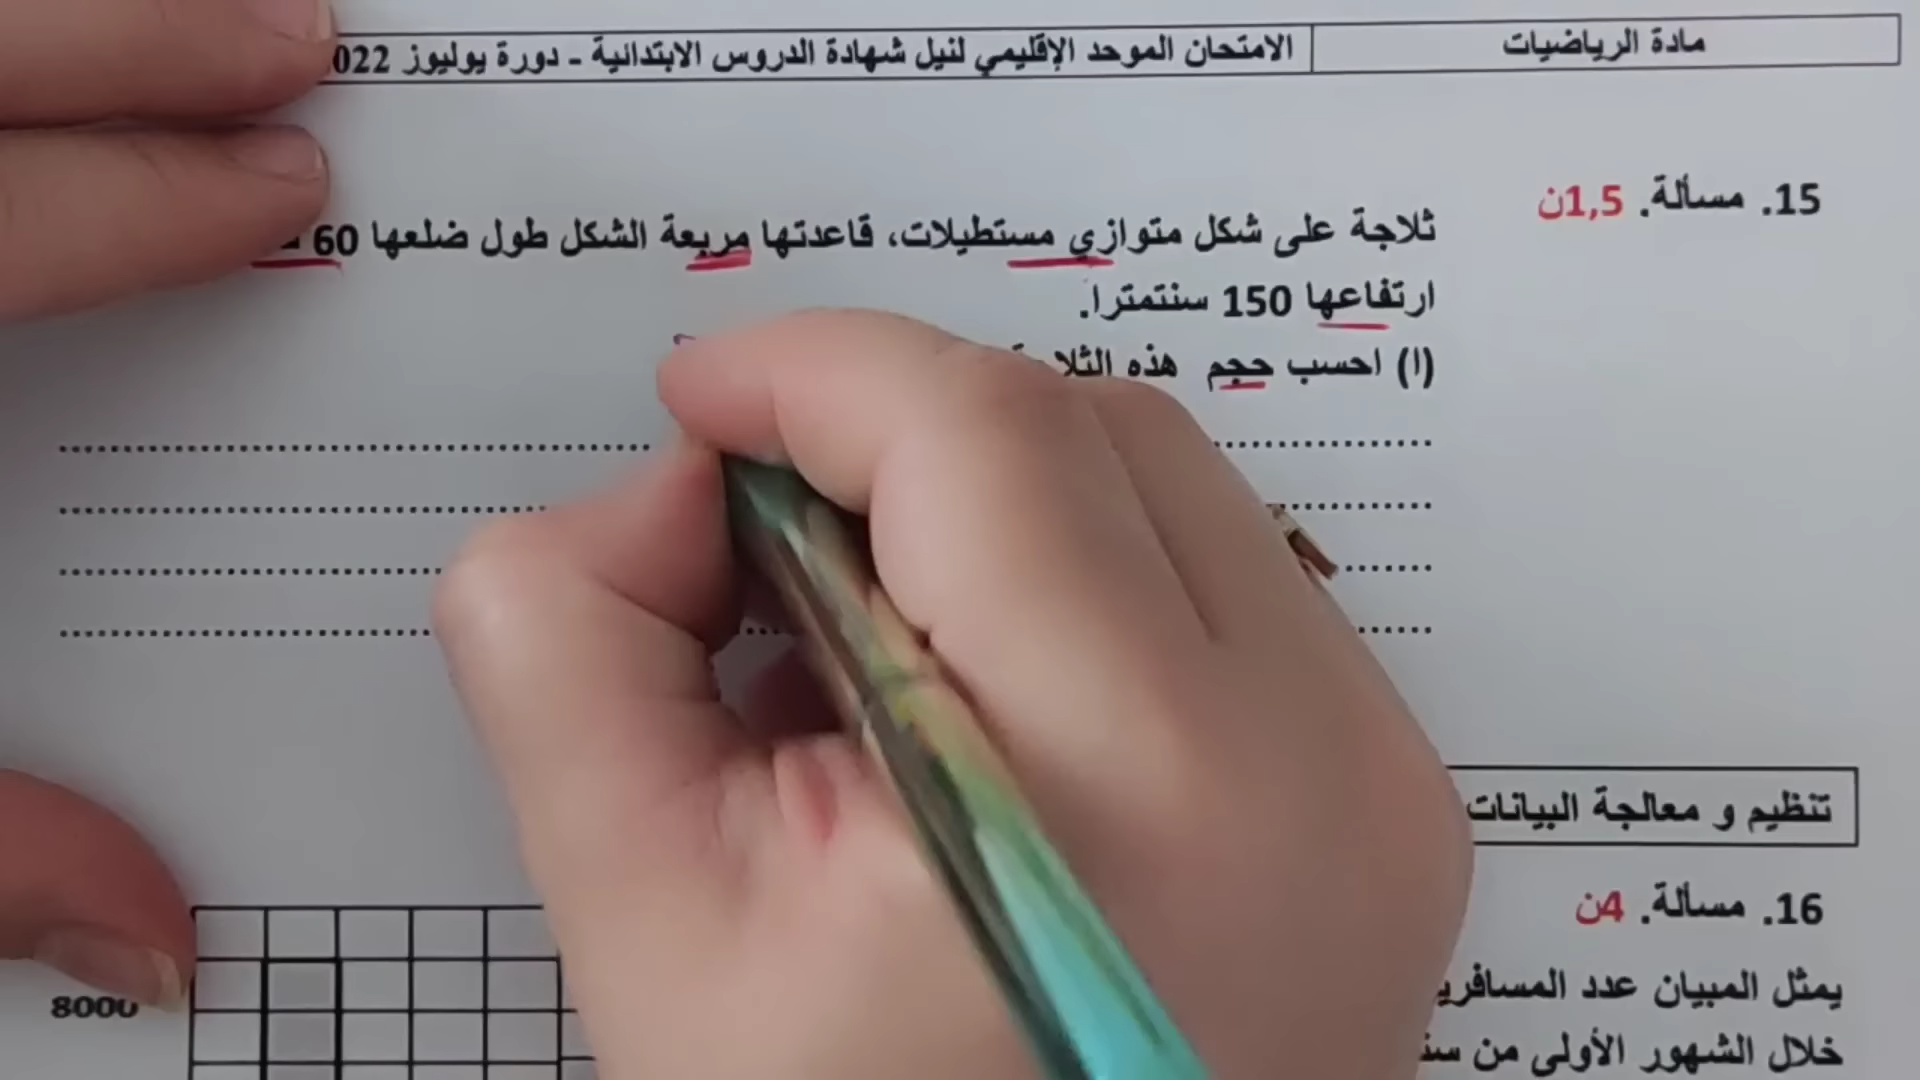 مادة الرياضيات
الامتحان الموحد الإقليمي لنيل شهادة الدروس الابتدائية - دورة يوليوز 2022
15. مسألة. 1,5ن
ثلاجة على شكل متوازي مستطيلات، قاعدتها مربعة الشكل طول ضلعها 60
ارتفاعها 150 سنتمترا.
(ا) احسب حجم هذه
تنظيم و معالجة البيانات
16. مسألة. 4ن
يمثل المبيان عدد
خلال الشهور الأولى من
8000